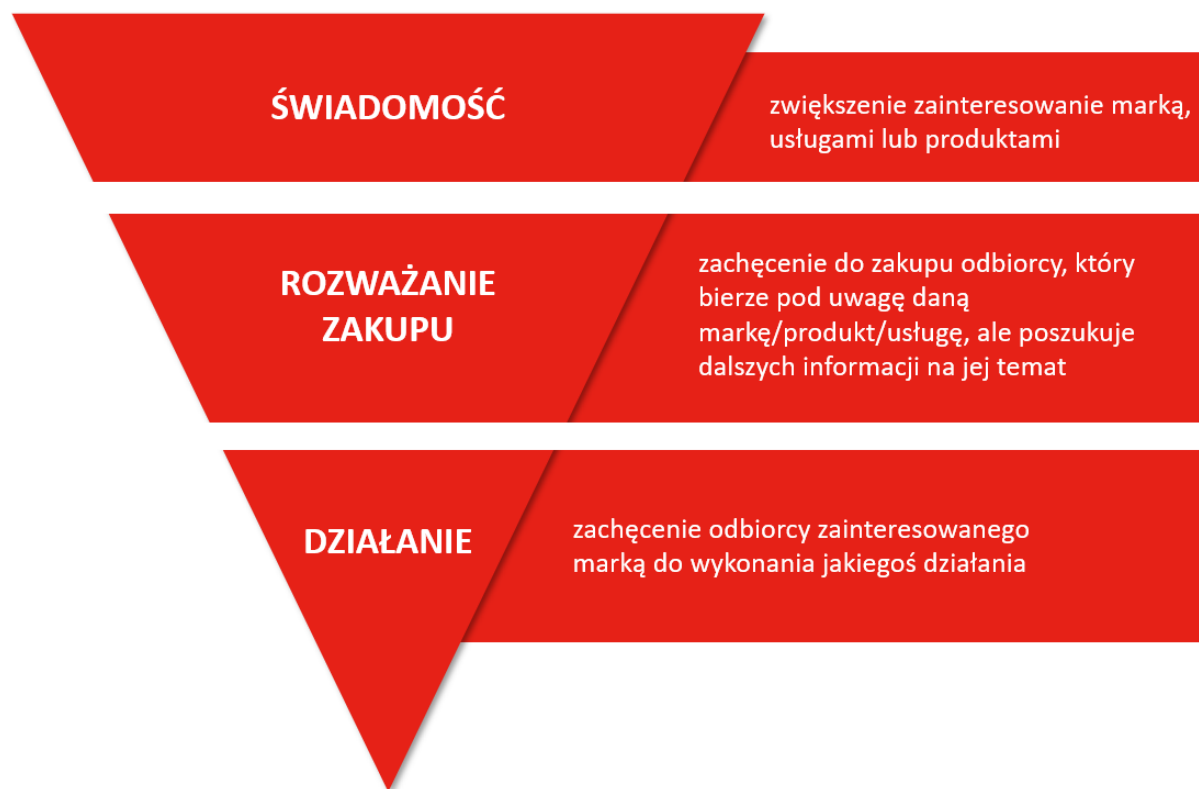 ŚWIADOMOŚĆ
zwiększenie zainteresowanie marką,
usługami lub produktami
ROZWAŻANIE
ZAKUPU
zachęcenie do zakupu odbiorcy, który
bierze pod uwagę daną
markę/produkt/usługę, ale poszukuje
dalszych informacji na jej temat
DZIAŁANIE
zachęcenie odbiorcy zainteresowanego
marką do wykonania jakiegoś działania